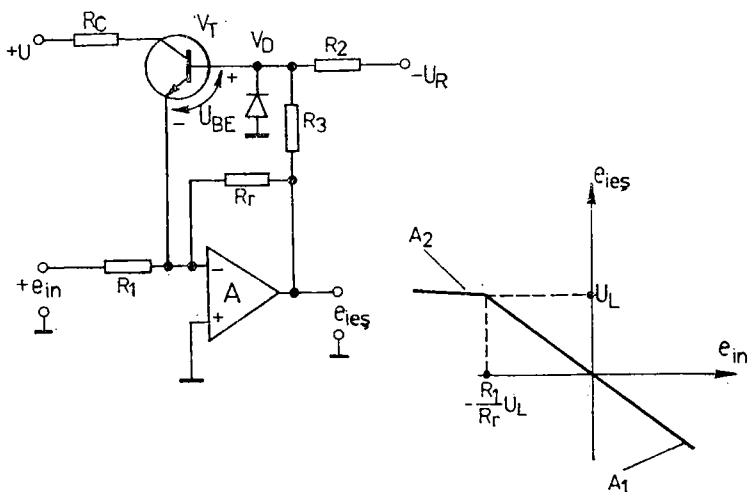 RC
VT
+U
VD
R2
-UR
+
-
UBE
R3
Rr
+ein
R1
-
A
+
eieş
eieş
A2
UL
ein
-R1/Rr UL
A1